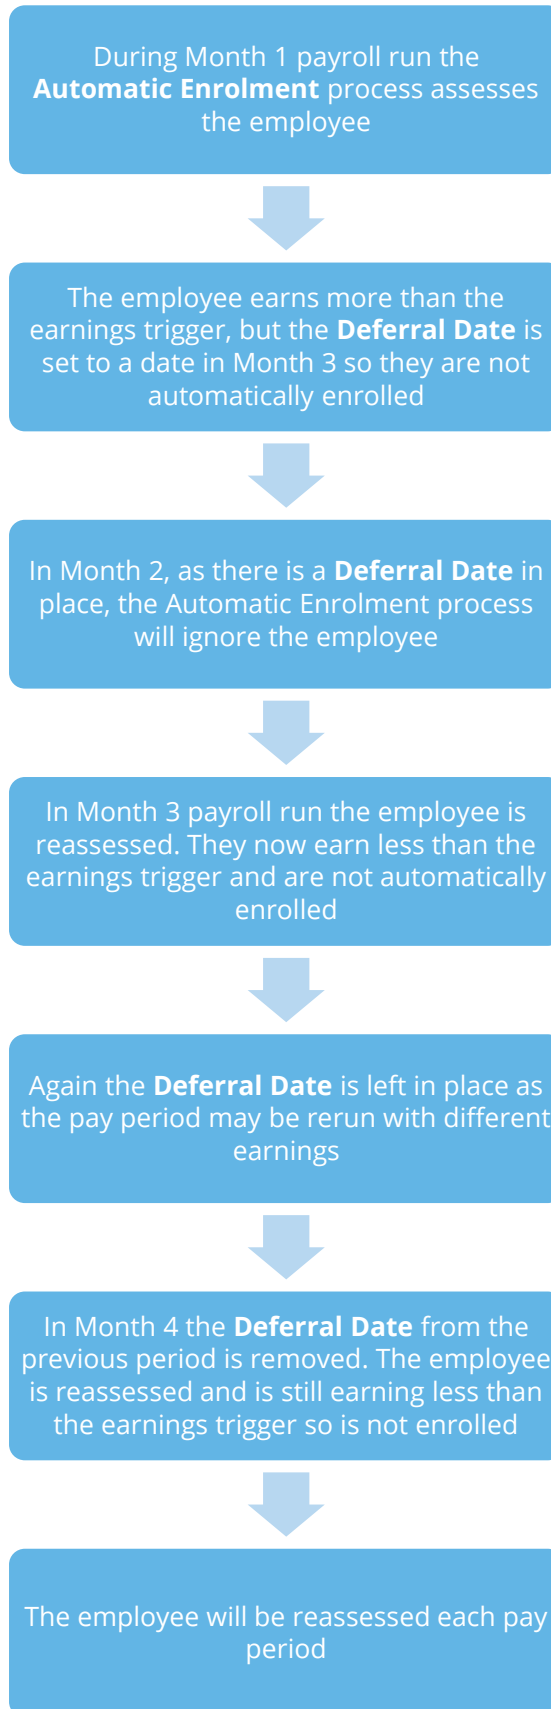 During Month 1 payroll run the
Automatic Enrolment process assesses
the employee
The employee earns more than the
earnings trigger, but the Deferral Date is
set to a date in Month 3 so they are not
automatically enrolled
In Month 2, as there is a Deferral Date in
place, the Automatic Enrolment process
will ignore the employee
In Month 3 payroll run the employee is
reassessed. They now earn less than the
earnings trigger and are not automatically
enrolled
Again the Deferral Date is left in place as
the pay period may be rerun with different
earnings
In Month 4 the Deferral Date from the
previous period is removed. The employee
is reassessed and is still earning less than
the earnings trigger so is not enrolled
The employee will be reassessed each pay
period